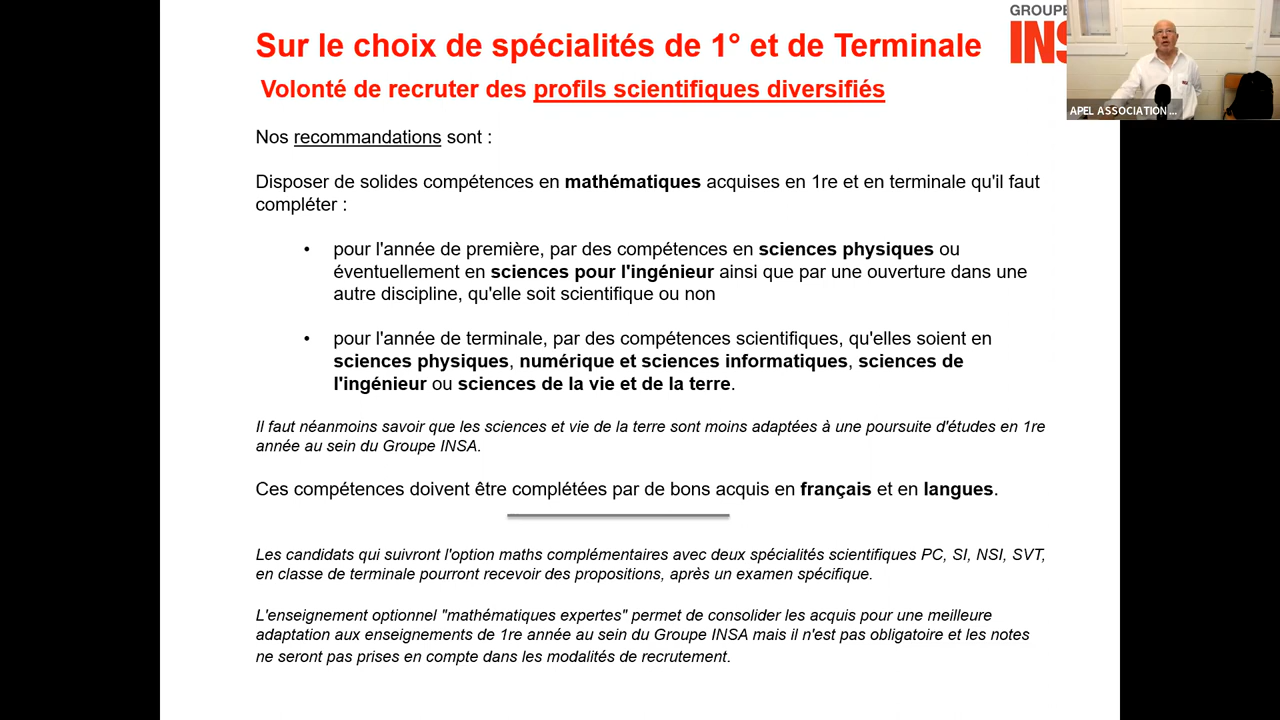 GROUPE
INS
Sur le choix de spécialités de 1° et de Terminale
Volonté de recruter des profils scientifiques diversifiés
APEL ASSOCIATION ...
Nos recommandations sont :
Disposer de solides compétences en mathématiques acquises en 1re et en terminale qu'il faut
compléter :
• pour l'année de première, par des compétences en sciences physiques ou
éventuellement en sciences pour l'ingénieur ainsi que par une ouverture dans une
autre discipline, qu'elle soit scientifique ou non
• pour l'année de terminale, par des compétences scientifiques, qu'elles soient en
sciences physiques, numérique et sciences informatiques, sciences de
l'ingénieur ou sciences de la vie et de la terre.
Il faut néanmoins savoir que les sciences et vie de la terre sont moins adaptées à une poursuite d'études en 1re
année au sein du Groupe INSA.
Ces compétences doivent être complétées par de bons acquis en français et en langues.
Les candidats qui suivront l'option maths complémentaires avec deux spécialités scientifiques PC, SI, NSI, SVT,
en classe de terminale pourront recevoir des propositions, après un examen spécifique.
L'enseignement optionnel "mathématiques expertes" permet de consolider les acquis pour une meilleure
adaptation aux enseignements de 1re année au sein du Groupe INSA mais il n'est pas obligatoire et les notes
ne seront pas prises en compte dans les modalités de recrutement.